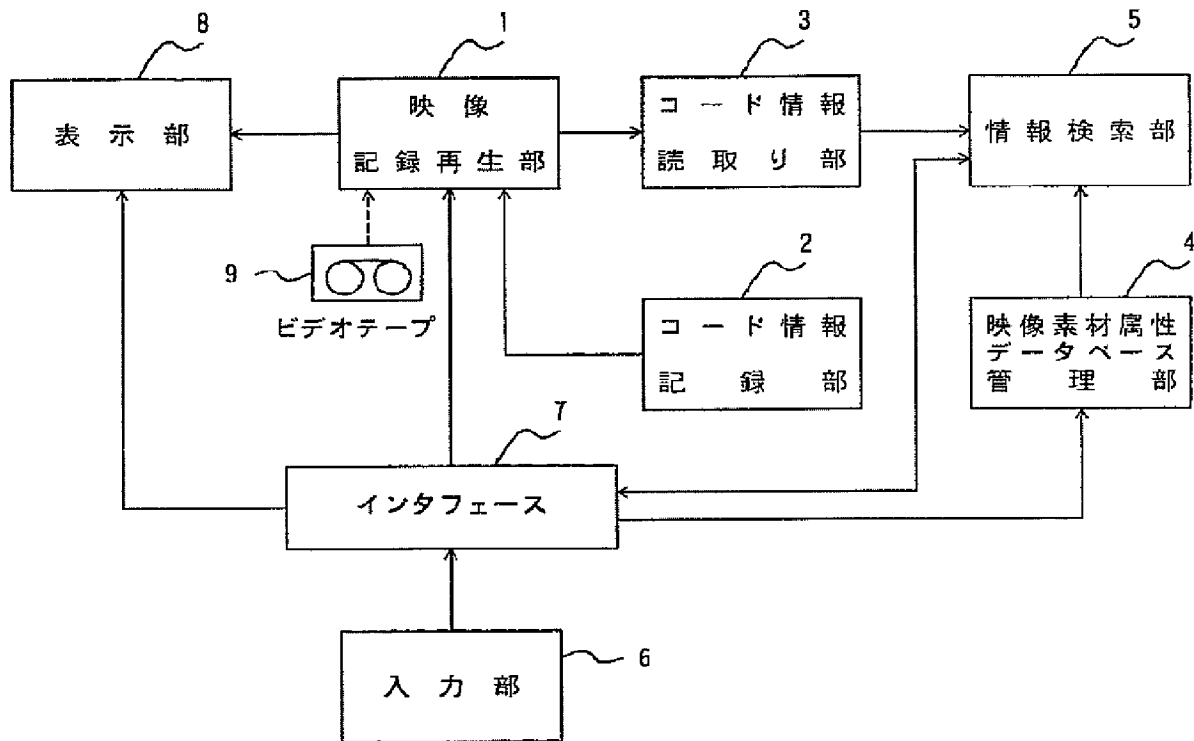 8
1
3
5
表示部
映像
記録再生部
コード情報
読取り部
情報検索部
9
ビデオテープ
2
4
コード情報
記録部
映像素材属性
データベース
管理部
7
インタフェース
6
入力部